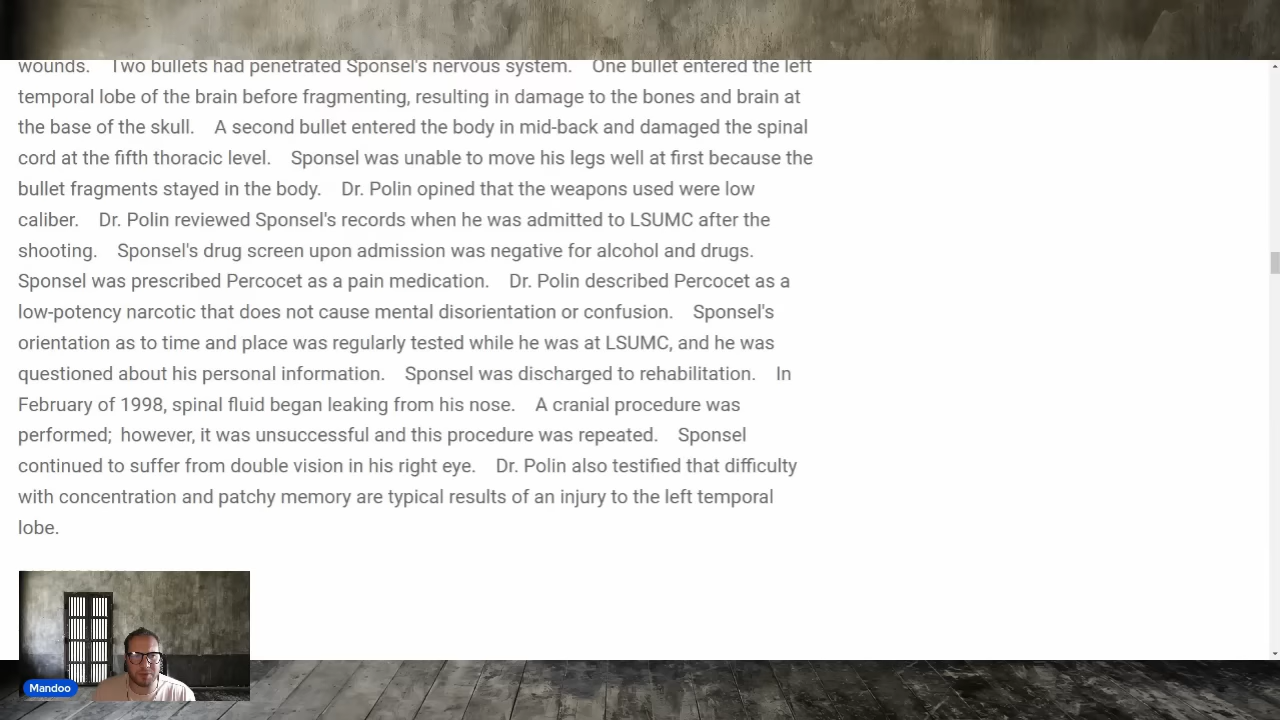 wounds. Two bullets had penetrated Sponsel's nervous system. One bullet entered the left
temporal lobe of the brain before fragmenting, resulting in damage to the bones and brain at
the base of the skull. A second bullet entered the body in mid-back and damaged the spinal
cord at the fifth thoracic level. Sponsel was unable to move his legs well at first because the
bullet fragments stayed in the body. Dr. Polin opined that the weapons used were low
caliber. Dr. Polin reviewed Sponsel's records when he was admitted to LSUMC after the
shooting. Sponsel's drug screen upon admission was negative for alcohol and drugs.
Sponsel was prescribed Percocet as a pain medication. Dr. Polin described Percocet as a
low-potency narcotic that does not cause mental disorientation or confusion. Sponsel's
orientation as to time and place was regularly tested while he was at LSUMC, and he was
questioned about his personal information. Sponsel was discharged to rehabilitation. In
February of 1998, spinal fluid began leaking from his nose. A cranial procedure was
performed; however, it was unsuccessful and this procedure was repeated. Sponsel
continued to suffer from double vision in his right eye. Dr. Polin also testified that difficulty
with concentration and patchy memory are typical results of an injury to the left temporal
lobe.
Mandoo